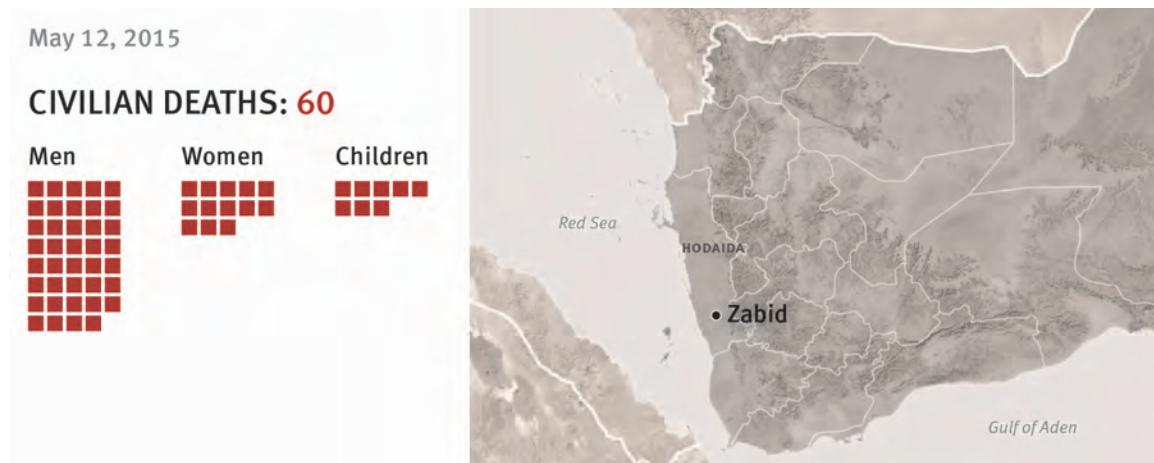 May 12, 2015
CIVILIAN DEATHS: 60
Men
Women
Children
Red Sea
HODAIDA
Zabid
Gulf of Aden